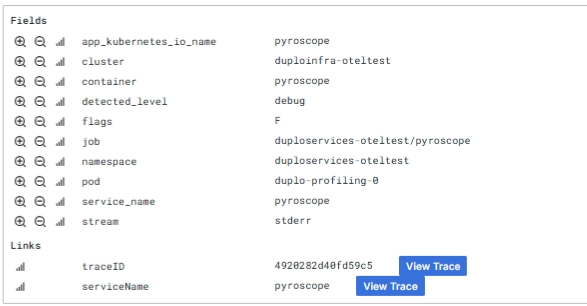 Fields
app_kubernetes_io_name pyroscope
cluster duploinfra-oteltest
container pyroscope
detected_level debug
flags F
job duploservices-oteltest/pyroscope
namespace duploservices-oteltest
pod duplo-profiling-0
service_name pyroscope
stream stderr
Links
traceID 4920282d40fd59c5 View Trace
serviceName pyroscope View Trace